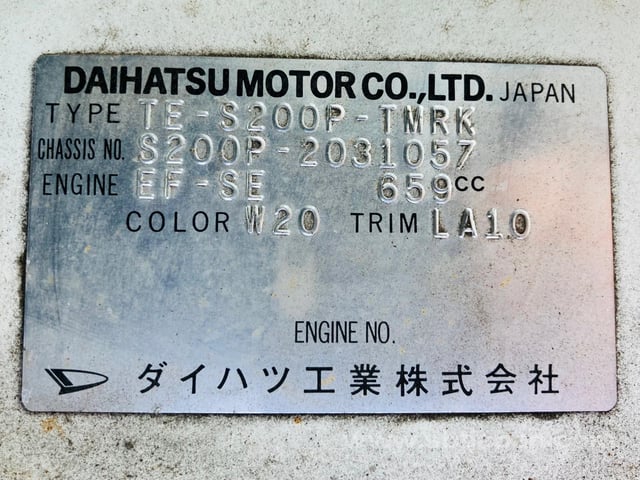 DAIHATSU MOTOR CO.,LTD. JAPAN
TYPE TE-S200P-TMRK
CHASSIS NO. S200P-2031057
ENGINE EF-SE 659CC
COLOR W20 TRIM LA10
ENGINE NO.
ダイハツ工業株式会社